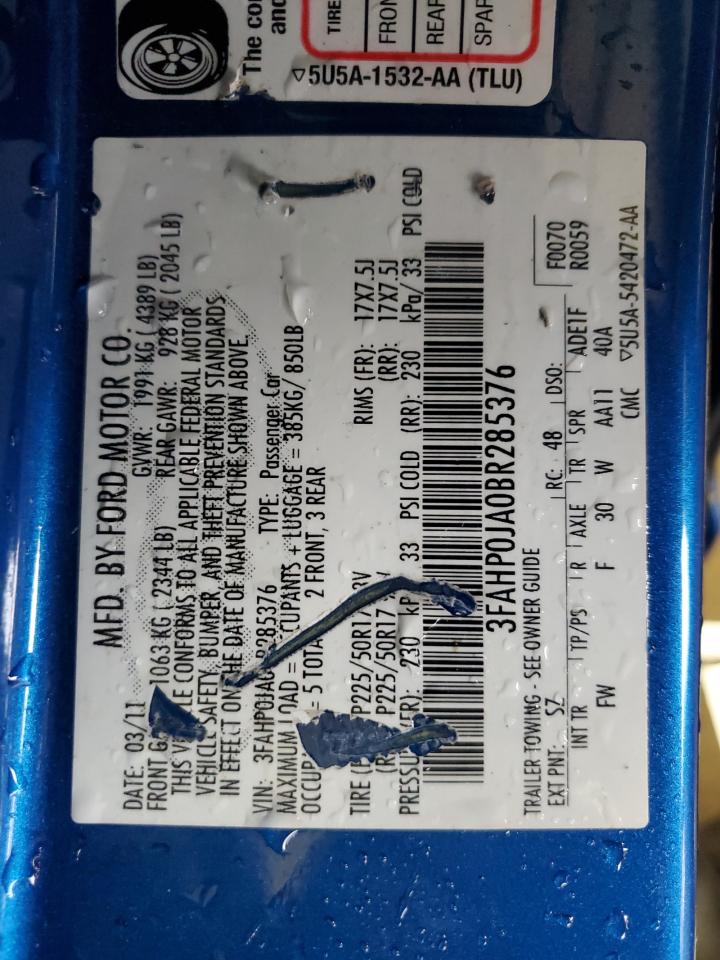 The co
and
TIRE
FRON
REAR
SPAR
▽5U5A-1532-AA (TLU)
MFD. BY FORD MOTOR CO.
DATE: 03/11 GVWR: 1991 KG ( 4389 LB)
FRONT G 1063 KG ( 2344LB) REAR GAWR: 928 KG ( 2045 LB)
THIS VE LE CONFORMS TO ALL APPLICABLE FEDERAL MOTOR
VEHICLE SAFETY, BUMPER, AND THEFT PREVENTION STANDARDS
IN EFFECT ON THE DATE OF MANUFACTURE SHOWN ABOVE.
VIN: 3FAHP0JA0BR285376 TYPE: Passenger Car
MAXIMUM LOAD = CUPANTS + LUGGAGE = 385KG/ 850LB
OCCUP = 5 TOTA 2 FRONT, 3 REAR
TIRE P225/50R17 V RIMS (FR): 17X7.5J
(R P225/50R17 V (RR): 17X7.5J
PRESSU (FR): 230 kP 33 PSI COLD (RR): 230 kPa/ 33 PSI COLD
3FAHP0JA0BR285376
TRAILER TOWING - SEE OWNER GUIDE
EXT PNT: SZ RC: 48 DSO: F0070
R0059
INT TR TP/PS R AXLE TR SPR ADE1F
FW F 30 W AA11 40A
CMC ▽5U5A-5420472-AA